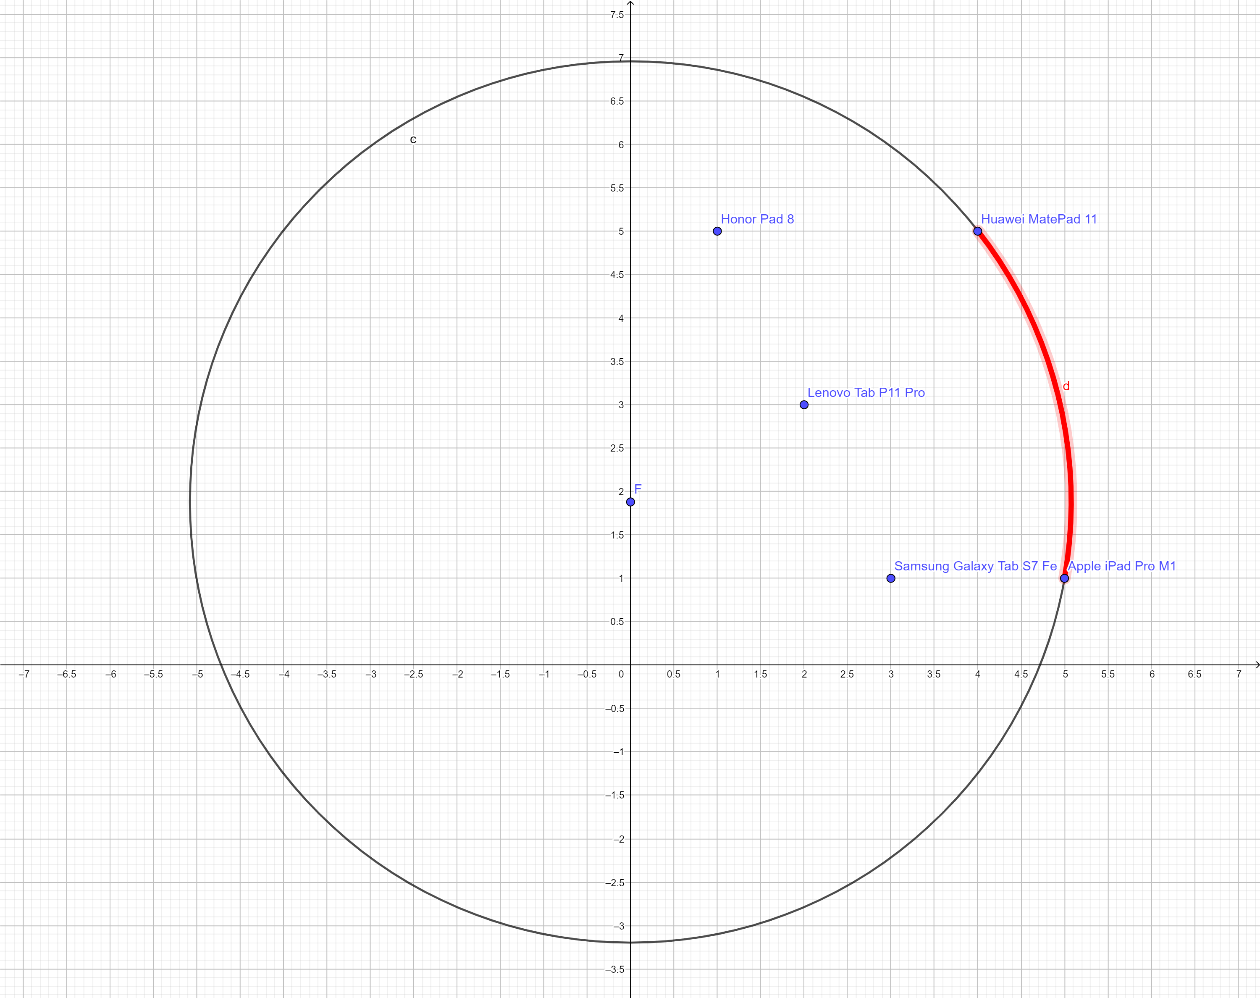 7.5
7
6.5
c
6
5.5
Honor Pad 8
Huawei MatePad 11
5
4.5
4
3.5
d
Lenovo Tab P11 Pro
3
2.5
2
F
1.5
Samsung Galaxy Tab S7 Fe
Apple iPad Pro M1
1
0.5
–7 –6.5 –6 –5.5 –5 –4.5 –4 –3.5 –3 –2.5 –2 –1.5 –1 –0.5 0 0.5 1 1.5 2 2.5 3 3.5 4 4.5 5 5.5 6 6.5 7
–0.5
–1
–1.5
–2
–2.5
–3
–3.5